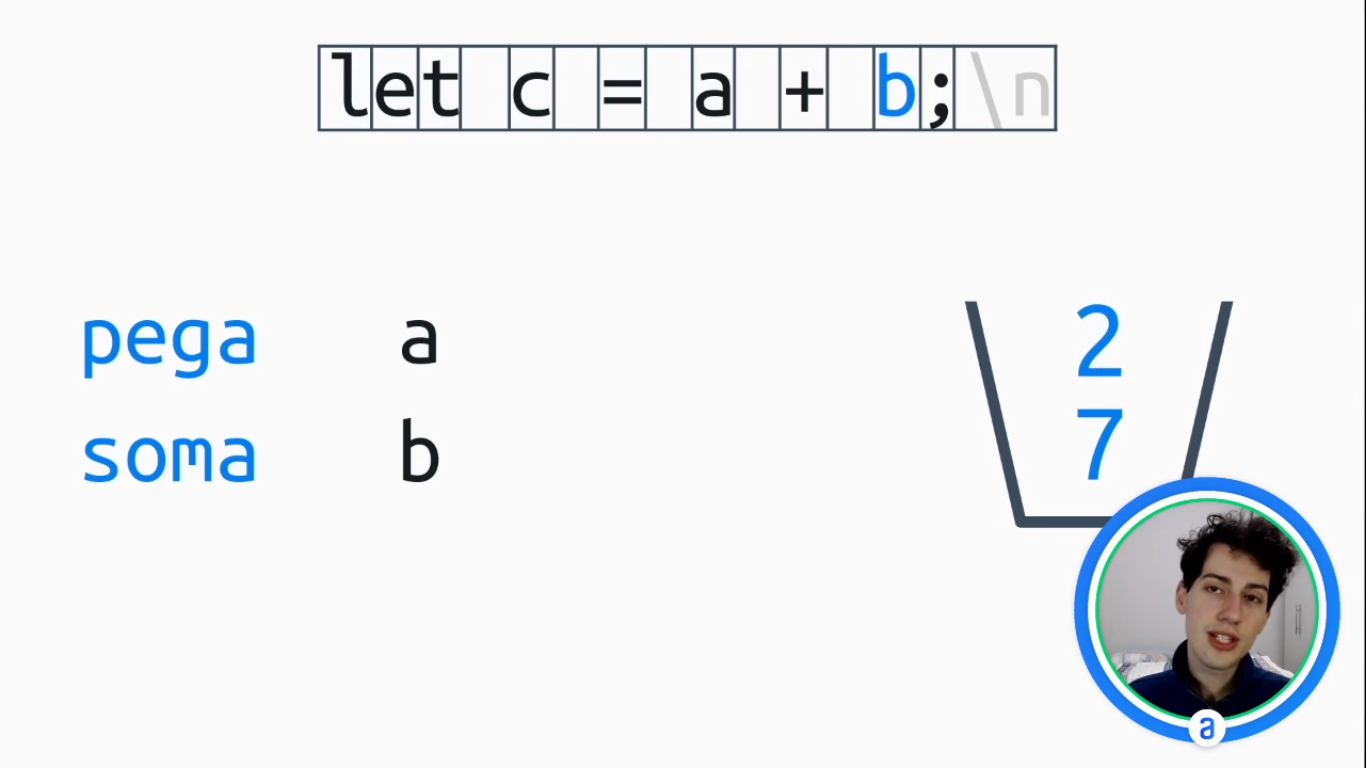 let c = a + b;\n
pega a
soma b
2
7
a